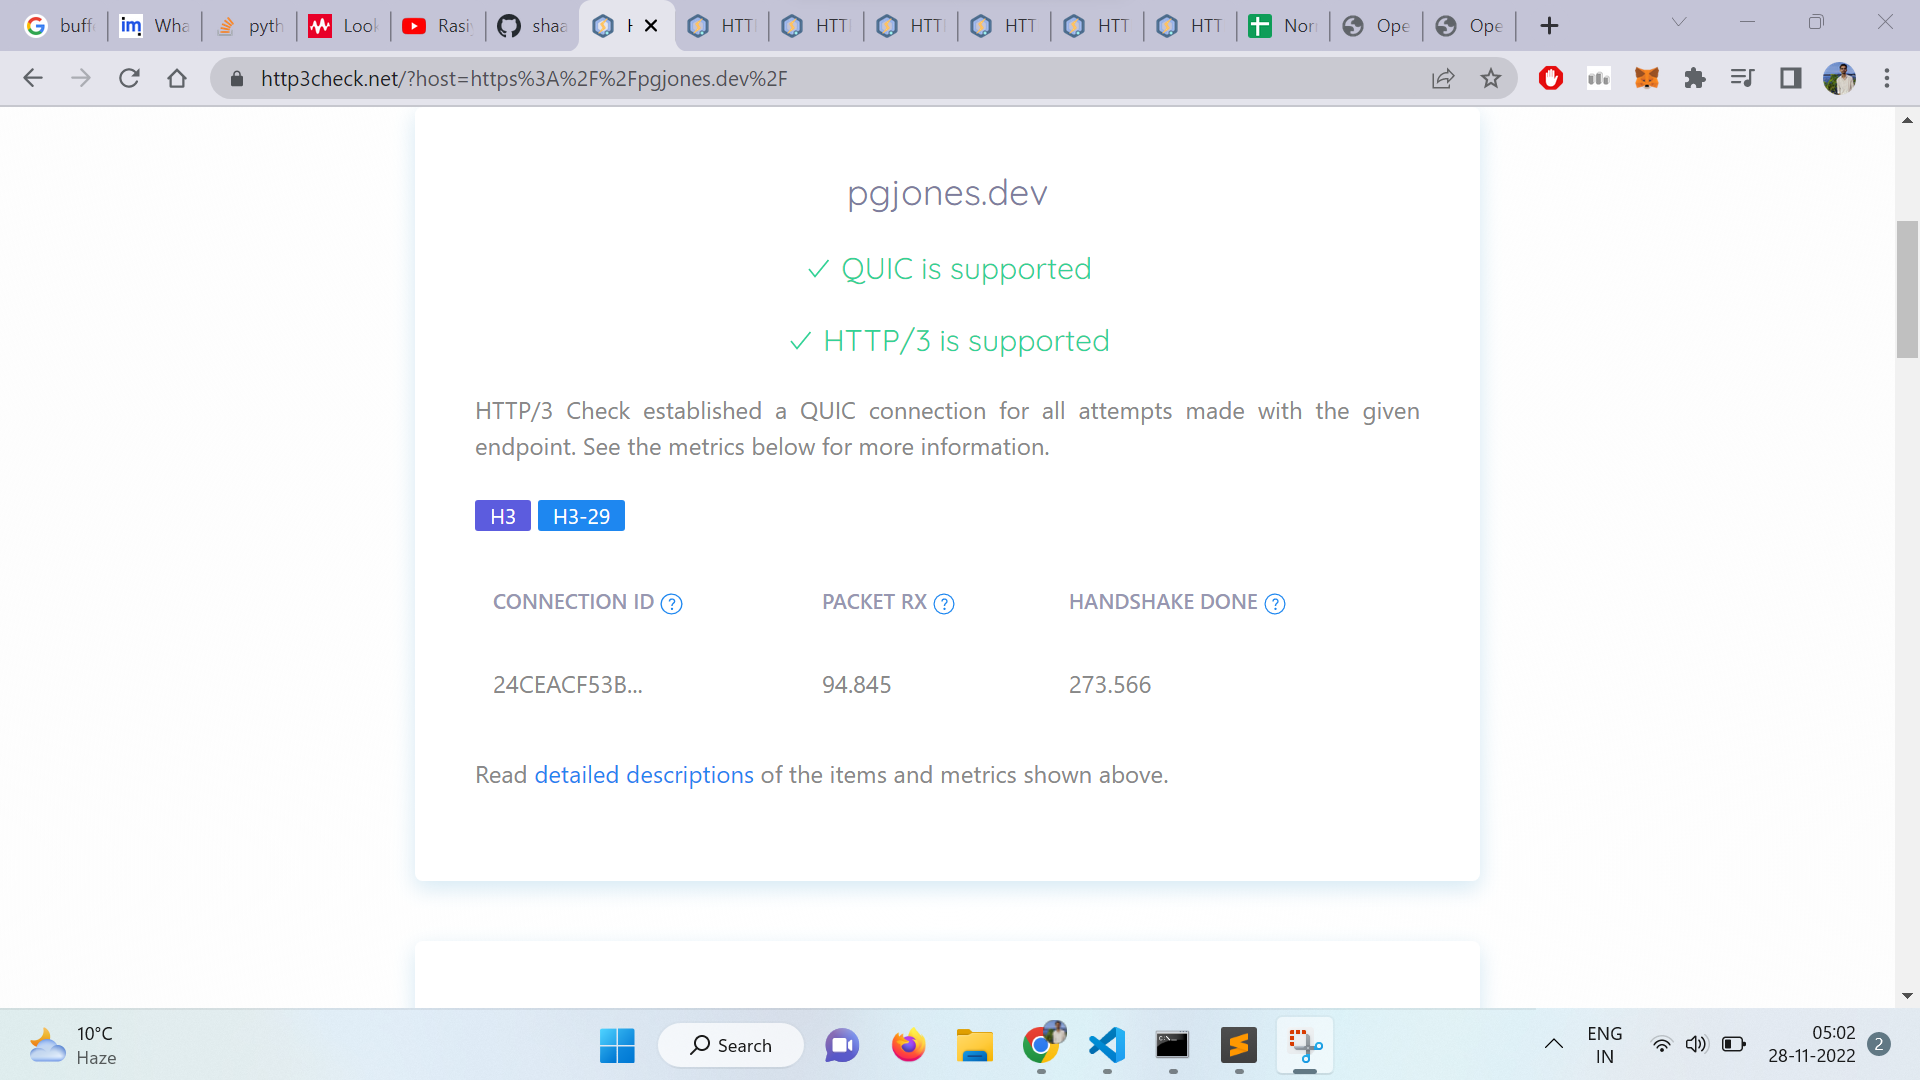 buff
Wha
pyth
Look
Rasi
shaa
H
HTT
HTT
HTT
HTT
HTT
HTT
Nor
Ope
Ope
http3check.net/?host=https%3A%2F%2Fpgjones.dev%2F
pgjones.dev
✓ QUIC is supported
✓ HTTP/3 is supported
HTTP/3 Check established a QUIC connection for all attempts made with the given
endpoint. See the metrics below for more information.
H3 H3-29
CONNECTION ID ? PACKET RX ? HANDSHAKE DONE ?
24CEACF53B... 94.845 273.566
Read detailed descriptions of the items and metrics shown above.
10°C
Haze
Search
ENG
IN
05:02
28-11-2022
2